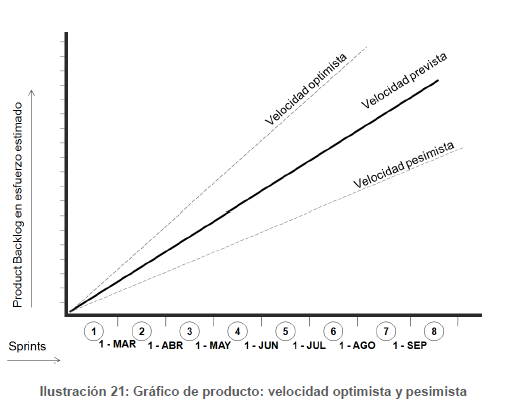 Velocidad optimista
Velocidad prevista
Velocidad pesimista
Product Backlog en esfuerzo estimado
1 2 3 4 5 6 7 8
Sprints
1 - MAR 1 - ABR 1 - MAY 1 - JUN 1 - JUL 1 - AGO 1 - SEP
Ilustración 21: Gráfico de producto: velocidad optimista y pesimista